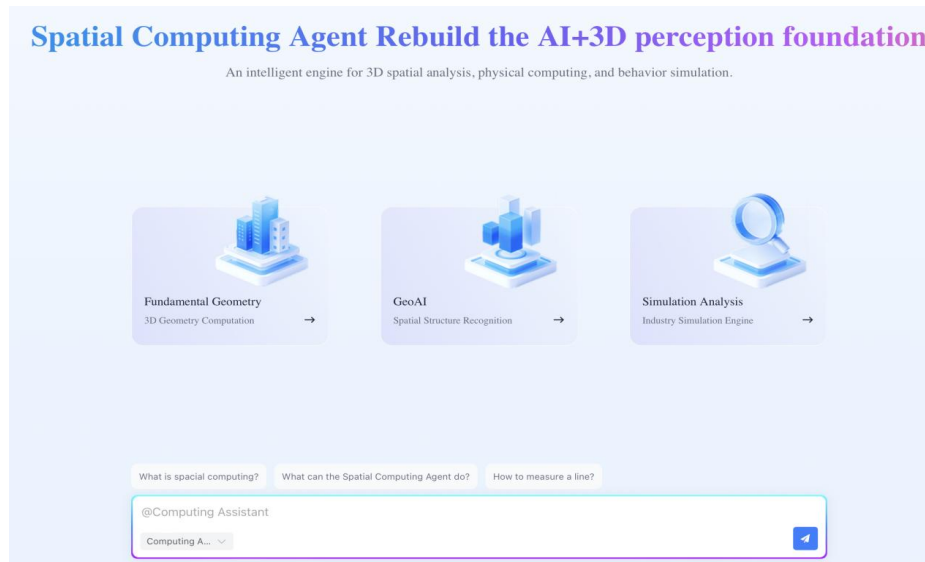 Spatial Computing Agent Rebuild the AI+3D perception foundation
An intelligent engine for 3D spatial analysis, physical computing, and behavior simulation.
Fundamental Geometry
3D Geometry Computation →
GeoAI
Spatial Structure Recognition →
Simulation Analysis
Industry Simulation Engine →
What is spacial computing?
What can the Spatial Computing Agent do?
How to measure a line?
@Computing Assistant
Computing A...